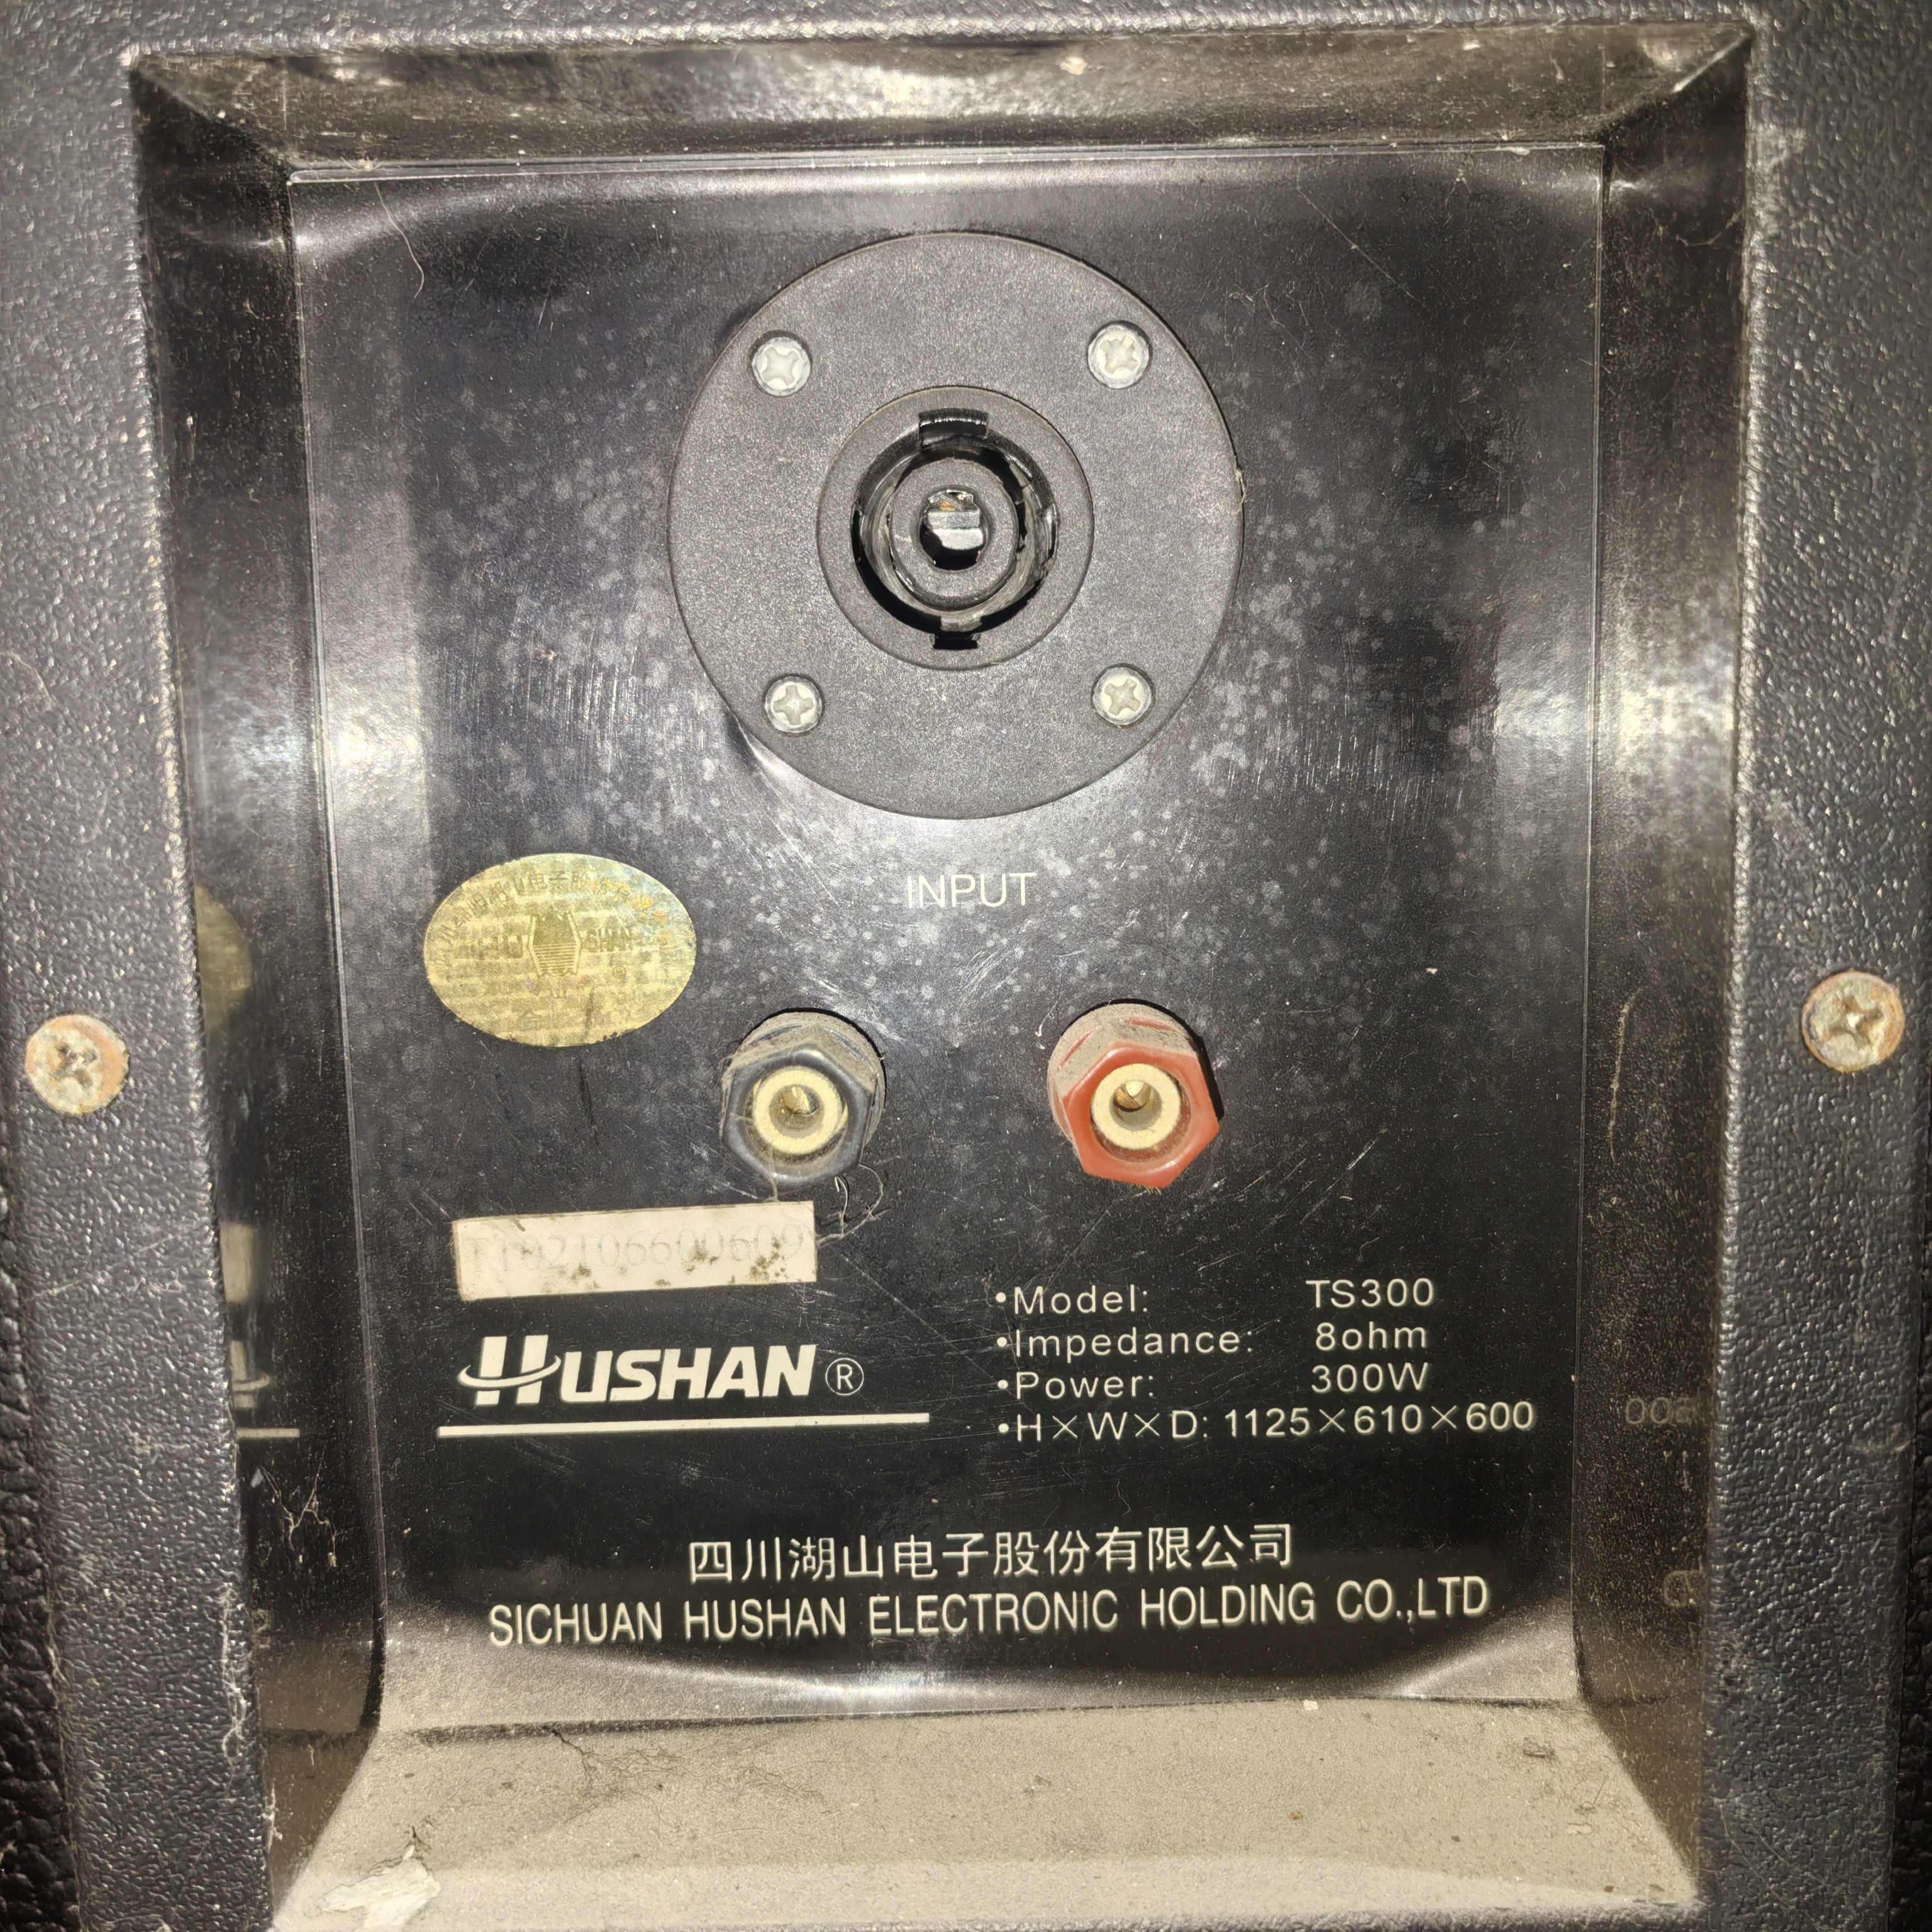 INPUT
SHAN
HUSHAN®
•Model: TS300
•Impedance: 8ohm
•Power: 300W
•H×W×D: 1125×610×600
四川湖山电子股份有限公司
SICHUAN HUSHAN ELECTRONIC HOLDING CO.,LTD